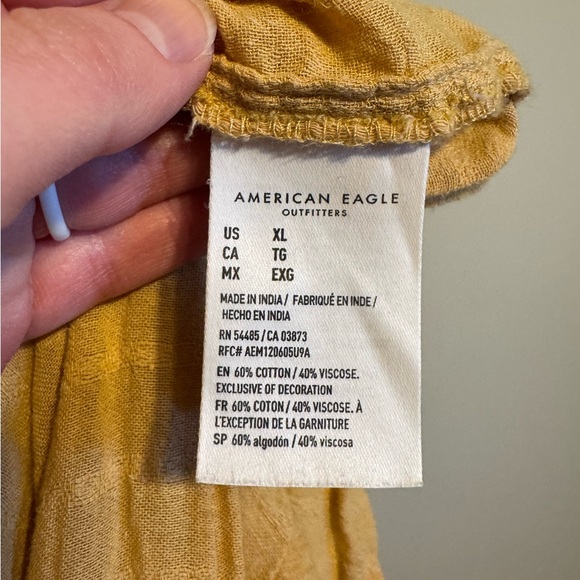 AMERICAN EAGLE
OUTFITTERS
US XL
CA TG
MX EXG
MADE IN INDIA / FABRIQUÉ EN INDE /
HECHO EN INDIA
RN 54485 / CA 03873
RFC# AEM120605U9A
EN 60% COTTON / 40% VISCOSE.
EXCLUSIVE OF DECORATION
FR 60% COTON / 40% VISCOSE. À
L'EXCEPTION DE LA GARNITURE
SP 60% algodón / 40% viscosa